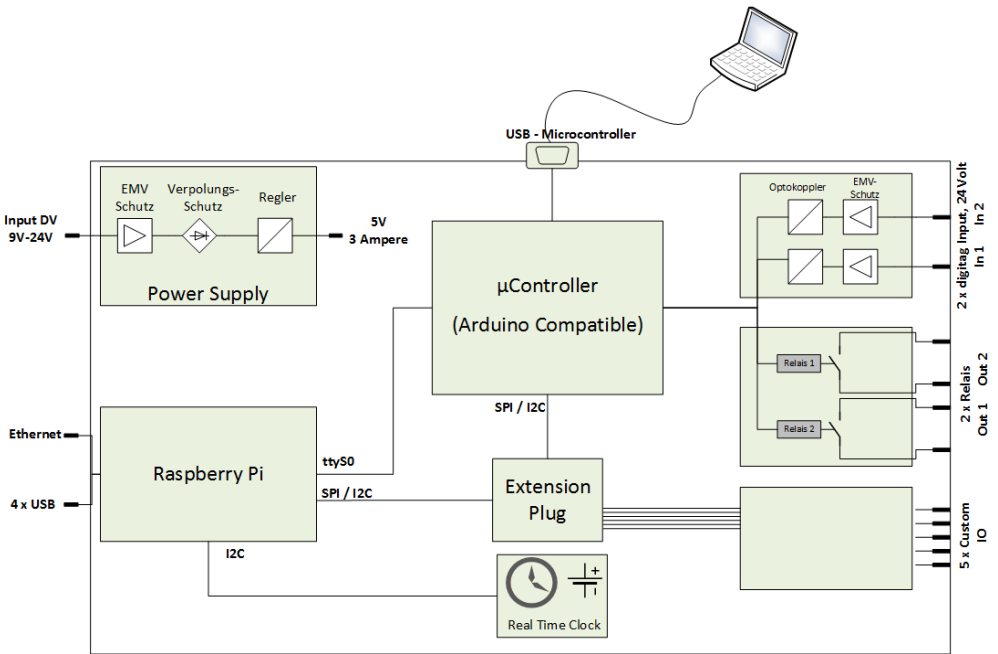 USB - Microcontroller
EMV
Schutz
Verpolungs-
Schutz
Regler
Input DV
9V-24V
5V
3 Ampere
Power Supply
µController
(Arduino Compatible)
Optokoppler
EMV-
Schutz
2 x digitag Input, 24 Volt
In 2
In 1
Relais 1
Relais 2
2 x Relais
Out 2
Out 1
SPI / I2C
Ethernet
4 x USB
Raspberry Pi
ttyS0
SPI / I2C
I2C
Extension
Plug
5 x Custom
IO
+
-
Real Time Clock